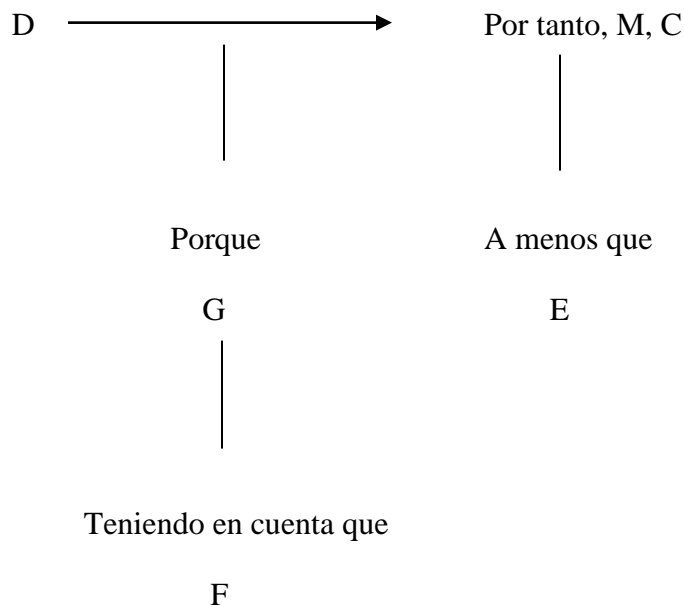 D Por tanto, M, C
Porque A menos que
G E
Teniendo en cuenta que
F